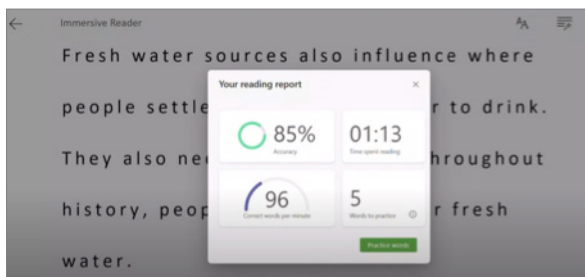 Immersive Reader
Fresh water sources also influence where
people settle
r to drink.
They also nee
hroughout
history, peop
r fresh
water.
Your reading report
85%
Accuracy
01:13
Time spent reading
96
Correct words per minute
5
Words to practice
Practice words